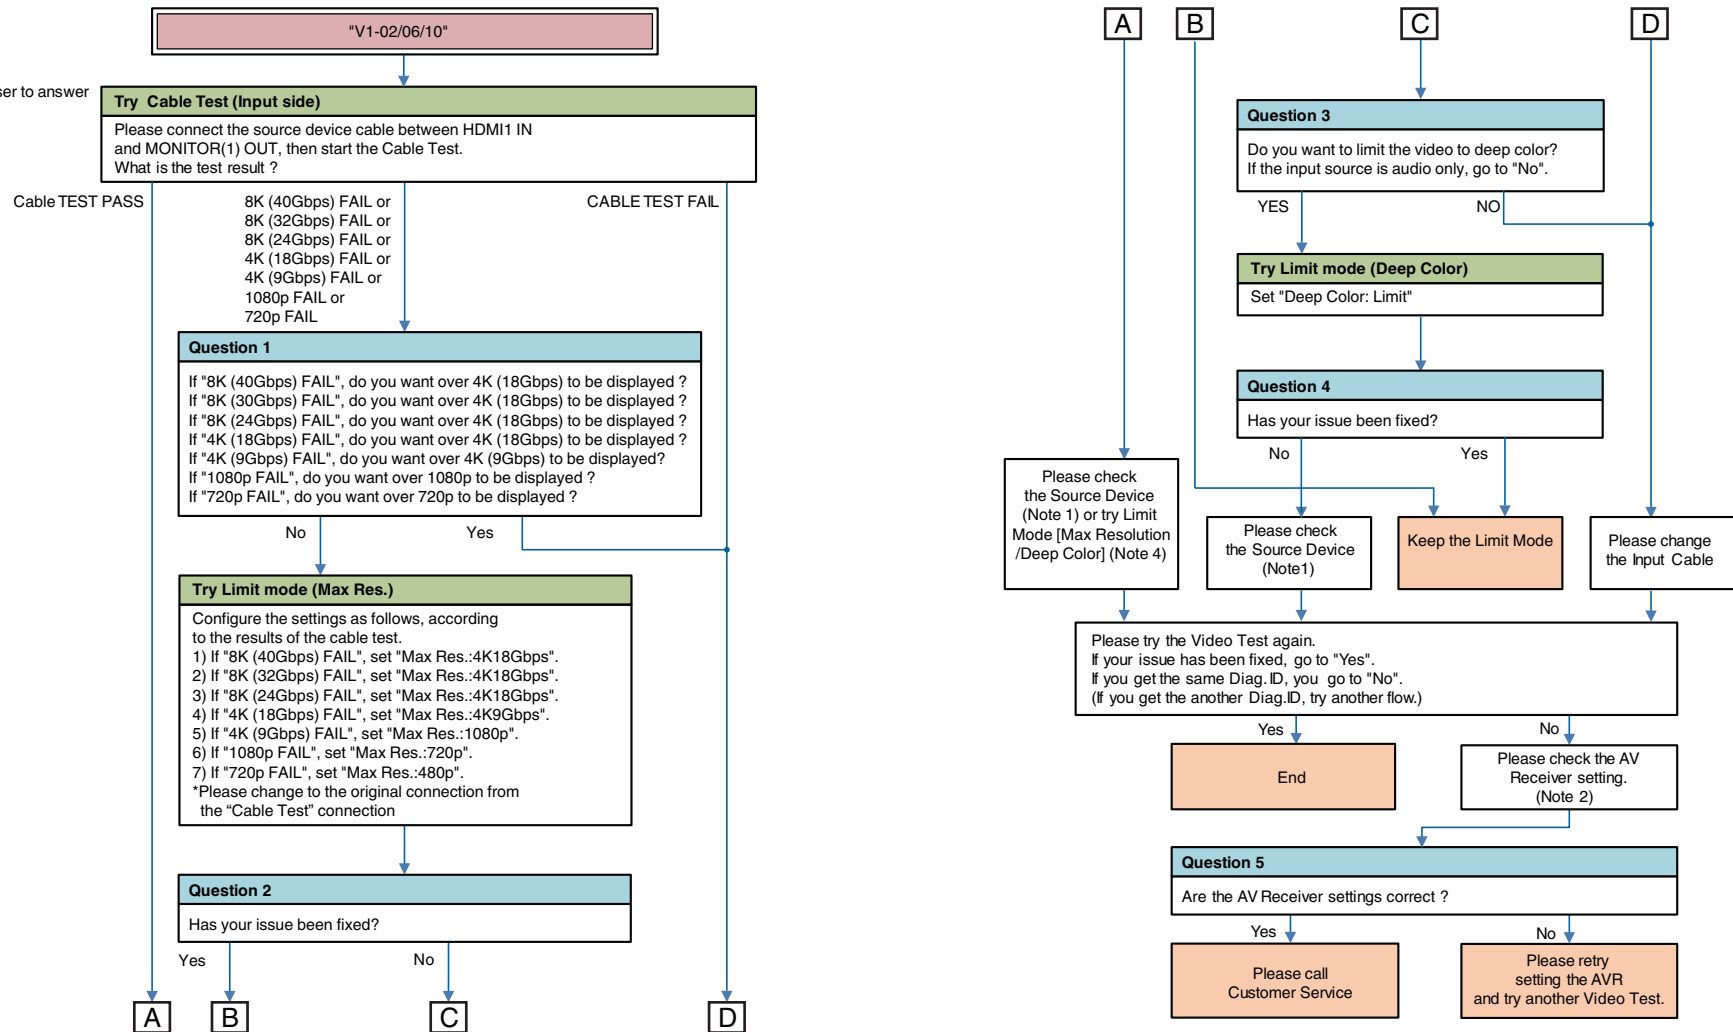 "V1-02/06/10"
ser to answer
Try Cable Test (Input side)
Please connect the source device cable between HDMI1 IN
and MONITOR(1) OUT, then start the Cable Test.
What is the test result ?
Cable TEST PASS
8K (40Gbps) FAIL or
8K (32Gbps) FAIL or
8K (24Gbps) FAIL or
4K (18Gbps) FAIL or
4K (9Gbps) FAIL or
1080p FAIL or
720p FAIL
CABLE TEST FAIL
Question 1
If "8K (40Gbps) FAIL", do you want over 4K (18Gbps) to be displayed ?
If "8K (30Gbps) FAIL", do you want over 4K (18Gbps) to be displayed ?
If "8K (24Gbps) FAIL", do you want over 4K (18Gbps) to be displayed ?
If "4K (18Gbps) FAIL", do you want over 4K (18Gbps) to be displayed ?
If "4K (9Gbps) FAIL", do you want over 4K (9Gbps) to be displayed?
If "1080p FAIL", do you want over 1080p to be displayed ?
If "720p FAIL", do you want over 720p to be displayed ?
No
Yes
Try Limit mode (Max Res.)
Configure the settings as follows, according
to the results of the cable test.
1) If "8K (40Gbps) FAIL", set "Max Res.:4K18Gbps".
2) If "8K (32Gbps) FAIL", set "Max Res.:4K18Gbps".
3) If "8K (24Gbps) FAIL", set "Max Res.:4K18Gbps".
4) If "4K (18Gbps) FAIL", set "Max Res.:4K9Gbps".
5) If "4K (9Gbps) FAIL", set "Max Res.:1080p".
6) If "1080p FAIL", set "Max Res.:720p".
7) If "720p FAIL", set "Max Res.:480p".
*Please change to the original connection from
the “Cable Test” connection
Question 2
Has your issue been fixed?
Yes
No
A
B
C
D
A
B
C
D
Question 3
Do you want to limit the video to deep color?
If the input source is audio only, go to "No".
YES
NO
Try Limit mode (Deep Color)
Set "Deep Color: Limit"
Question 4
Has your issue been fixed?
No
Yes
Please check
the Source Device
(Note 1) or try Limit
Mode [Max Resolution
/Deep Color] (Note 4)
Please check
the Source Device
(Note1)
Keep the Limit Mode
Please change
the Input Cable
Please try the Video Test again.
If your issue has been fixed, go to "Yes".
If you get the same Diag.ID, you go to "No".
(If you get the another Diag.ID, try another flow.)
Yes
No
End
Please check the AV
Receiver setting.
(Note 2)
Question 5
Are the AV Receiver settings correct ?
Yes
No
Please call
Customer Service
Please retry
setting the AVR
and try another Video Test.